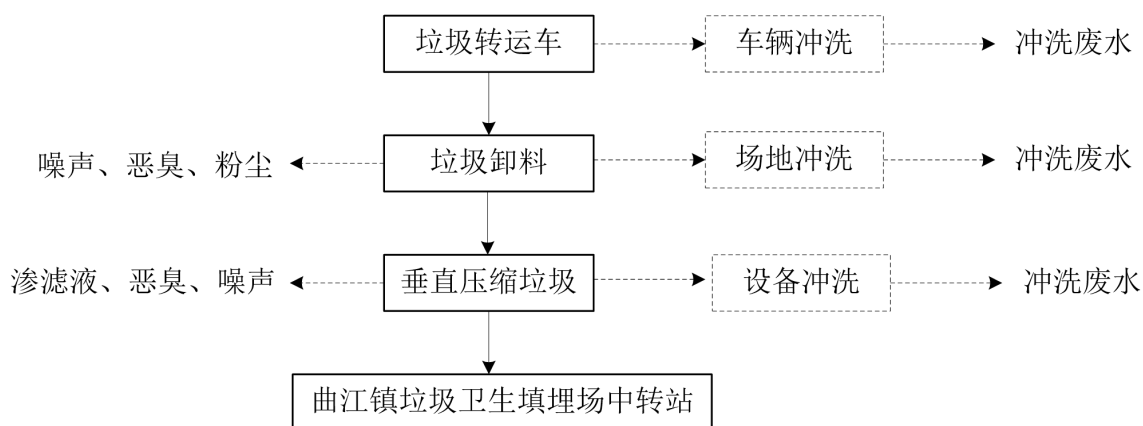 垃圾转运车
车辆冲洗
冲洗废水
噪声、恶臭、粉尘
垃圾卸料
场地冲洗
冲洗废水
渗滤液、恶臭、噪声
垂直压缩垃圾
设备冲洗
冲洗废水
曲江镇垃圾卫生填埋场中转站